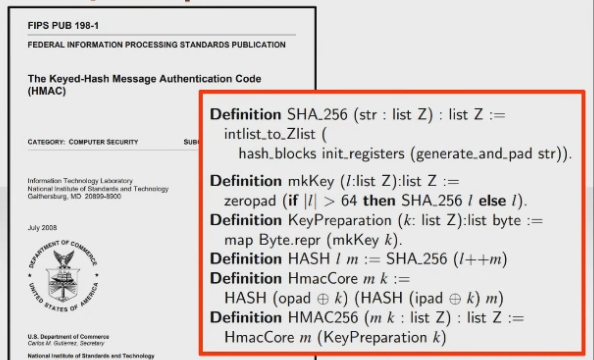 FIPS PUB 198-1
FEDERAL INFORMATION PROCESSING STANDARDS PUBLICATION
The Keyed-Hash Message Authentication Code
(HMAC)
CATEGORY: COMPUTER SECURITY
Information Technology Laboratory
National Institute of Standards and Technology
Gaithersburg, MD 20899-8900
July 2008
DEPARTMENT OF COMMERCE
UNITED STATES OF AMERICA
U.S. Department of Commerce
Carlos M. Gutierrez, Secretary
National Institute of Standards and Technology
Definition SHA_256 (str : list Z) : list Z :=
intlist_to_Zlist (
hash_blocks init_registers (generate_and_pad str)).
Definition mkKey (l:list Z):list Z :=
zeropad (if |l| > 64 then SHA_256 l else l).
Definition KeyPreparation (k: list Z):list byte :=
map Byte.repr (mkKey k).
Definition HASH l m := SHA_256 (l++m)
Definition HmacCore m k :=
HASH (opad ⊕ k) (HASH (ipad ⊕ k) m)
Definition HMAC256 (m k : list Z) : list Z :=
HmacCore m (KeyPreparation k)